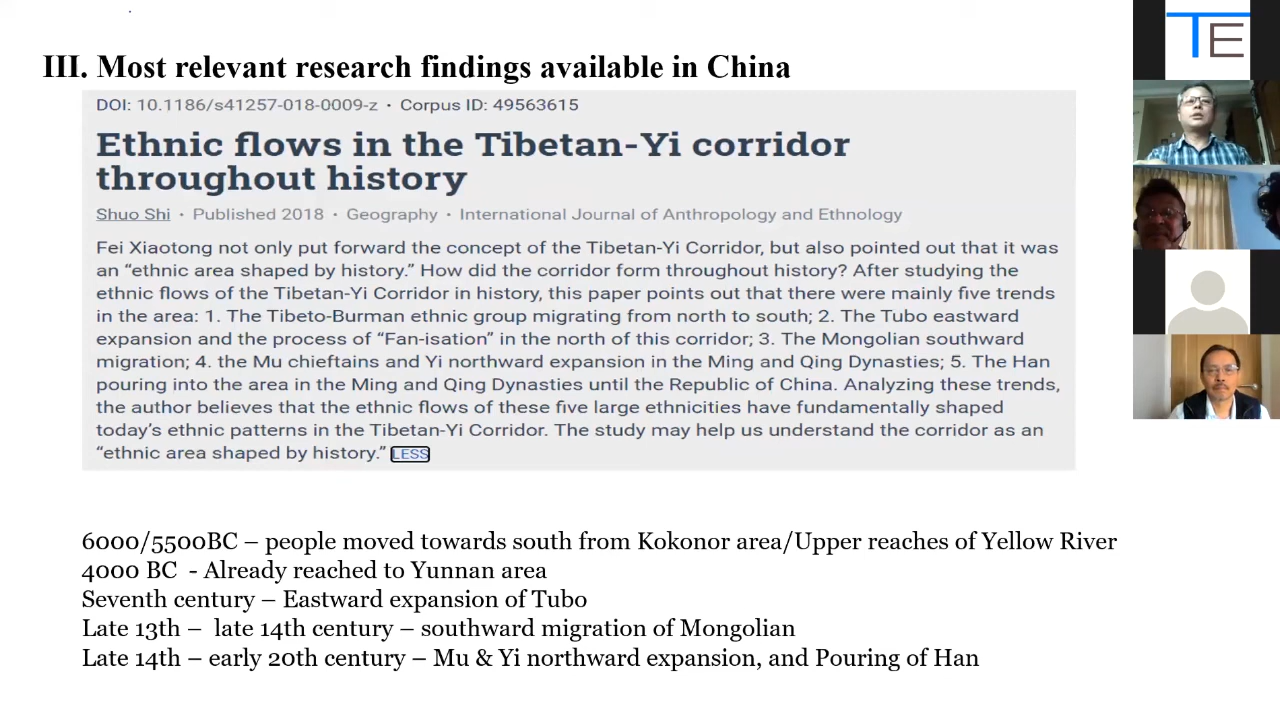 III. Most relevant research findings available in China
DOI: 10.1186/s41257-018-0009-z • Corpus ID: 49563615
Ethnic flows in the Tibetan-Yi corridor
throughout history
Shuo Shi • Published 2018 • Geography • International Journal of Anthropology and Ethnology
Fei Xiaotong not only put forward the concept of the Tibetan-Yi Corridor, but also pointed out that it was
an “ethnic area shaped by history.” How did the corridor form throughout history? After studying the
ethnic flows of the Tibetan-Yi Corridor in history, this paper points out that there were mainly five trends
in the area: 1. The Tibeto-Burman ethnic group migrating from north to south; 2. The Tubo eastward
expansion and the process of “Fan-isation” in the north of this corridor; 3. The Mongolian southward
migration; 4. the Mu chieftains and Yi northward expansion in the Ming and Qing Dynasties; 5. The Han
pouring into the area in the Ming and Qing Dynasties until the Republic of China. Analyzing these trends,
the author believes that the ethnic flows of these five large ethnicities have fundamentally shaped
today’s ethnic patterns in the Tibetan-Yi Corridor. The study may help us understand the corridor as an
“ethnic area shaped by history.” LESS
6000/5500BC – people moved towards south from Kokonor area/Upper reaches of Yellow River
4000 BC - Already reached to Yunnan area
Seventh century – Eastward expansion of Tubo
Late 13th – late 14th century – southward migration of Mongolian
Late 14th – early 20th century – Mu & Yi northward expansion, and Pouring of Han
TE